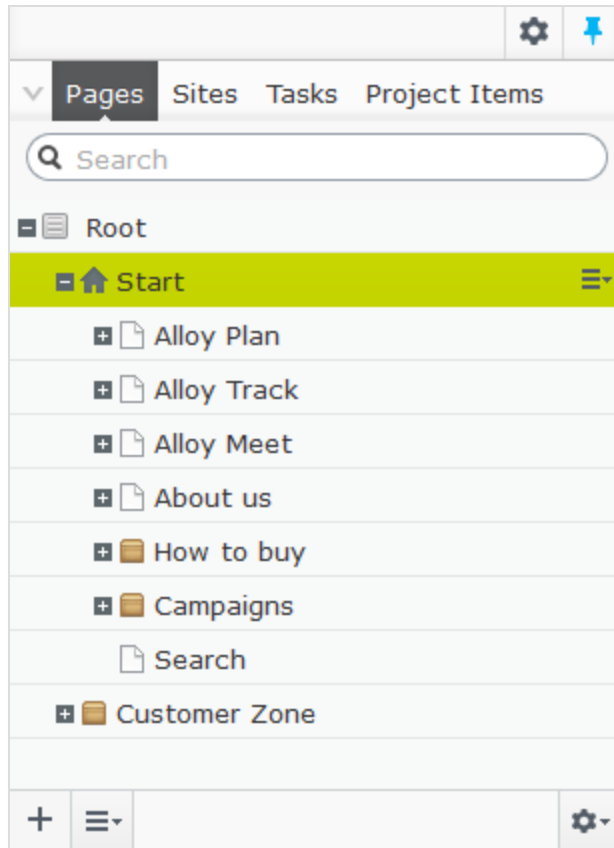 Pages Sites Tasks Project Items
Search
Root
Start
Alloy Plan
Alloy Track
Alloy Meet
About us
How to buy
Campaigns
Search
Customer Zone